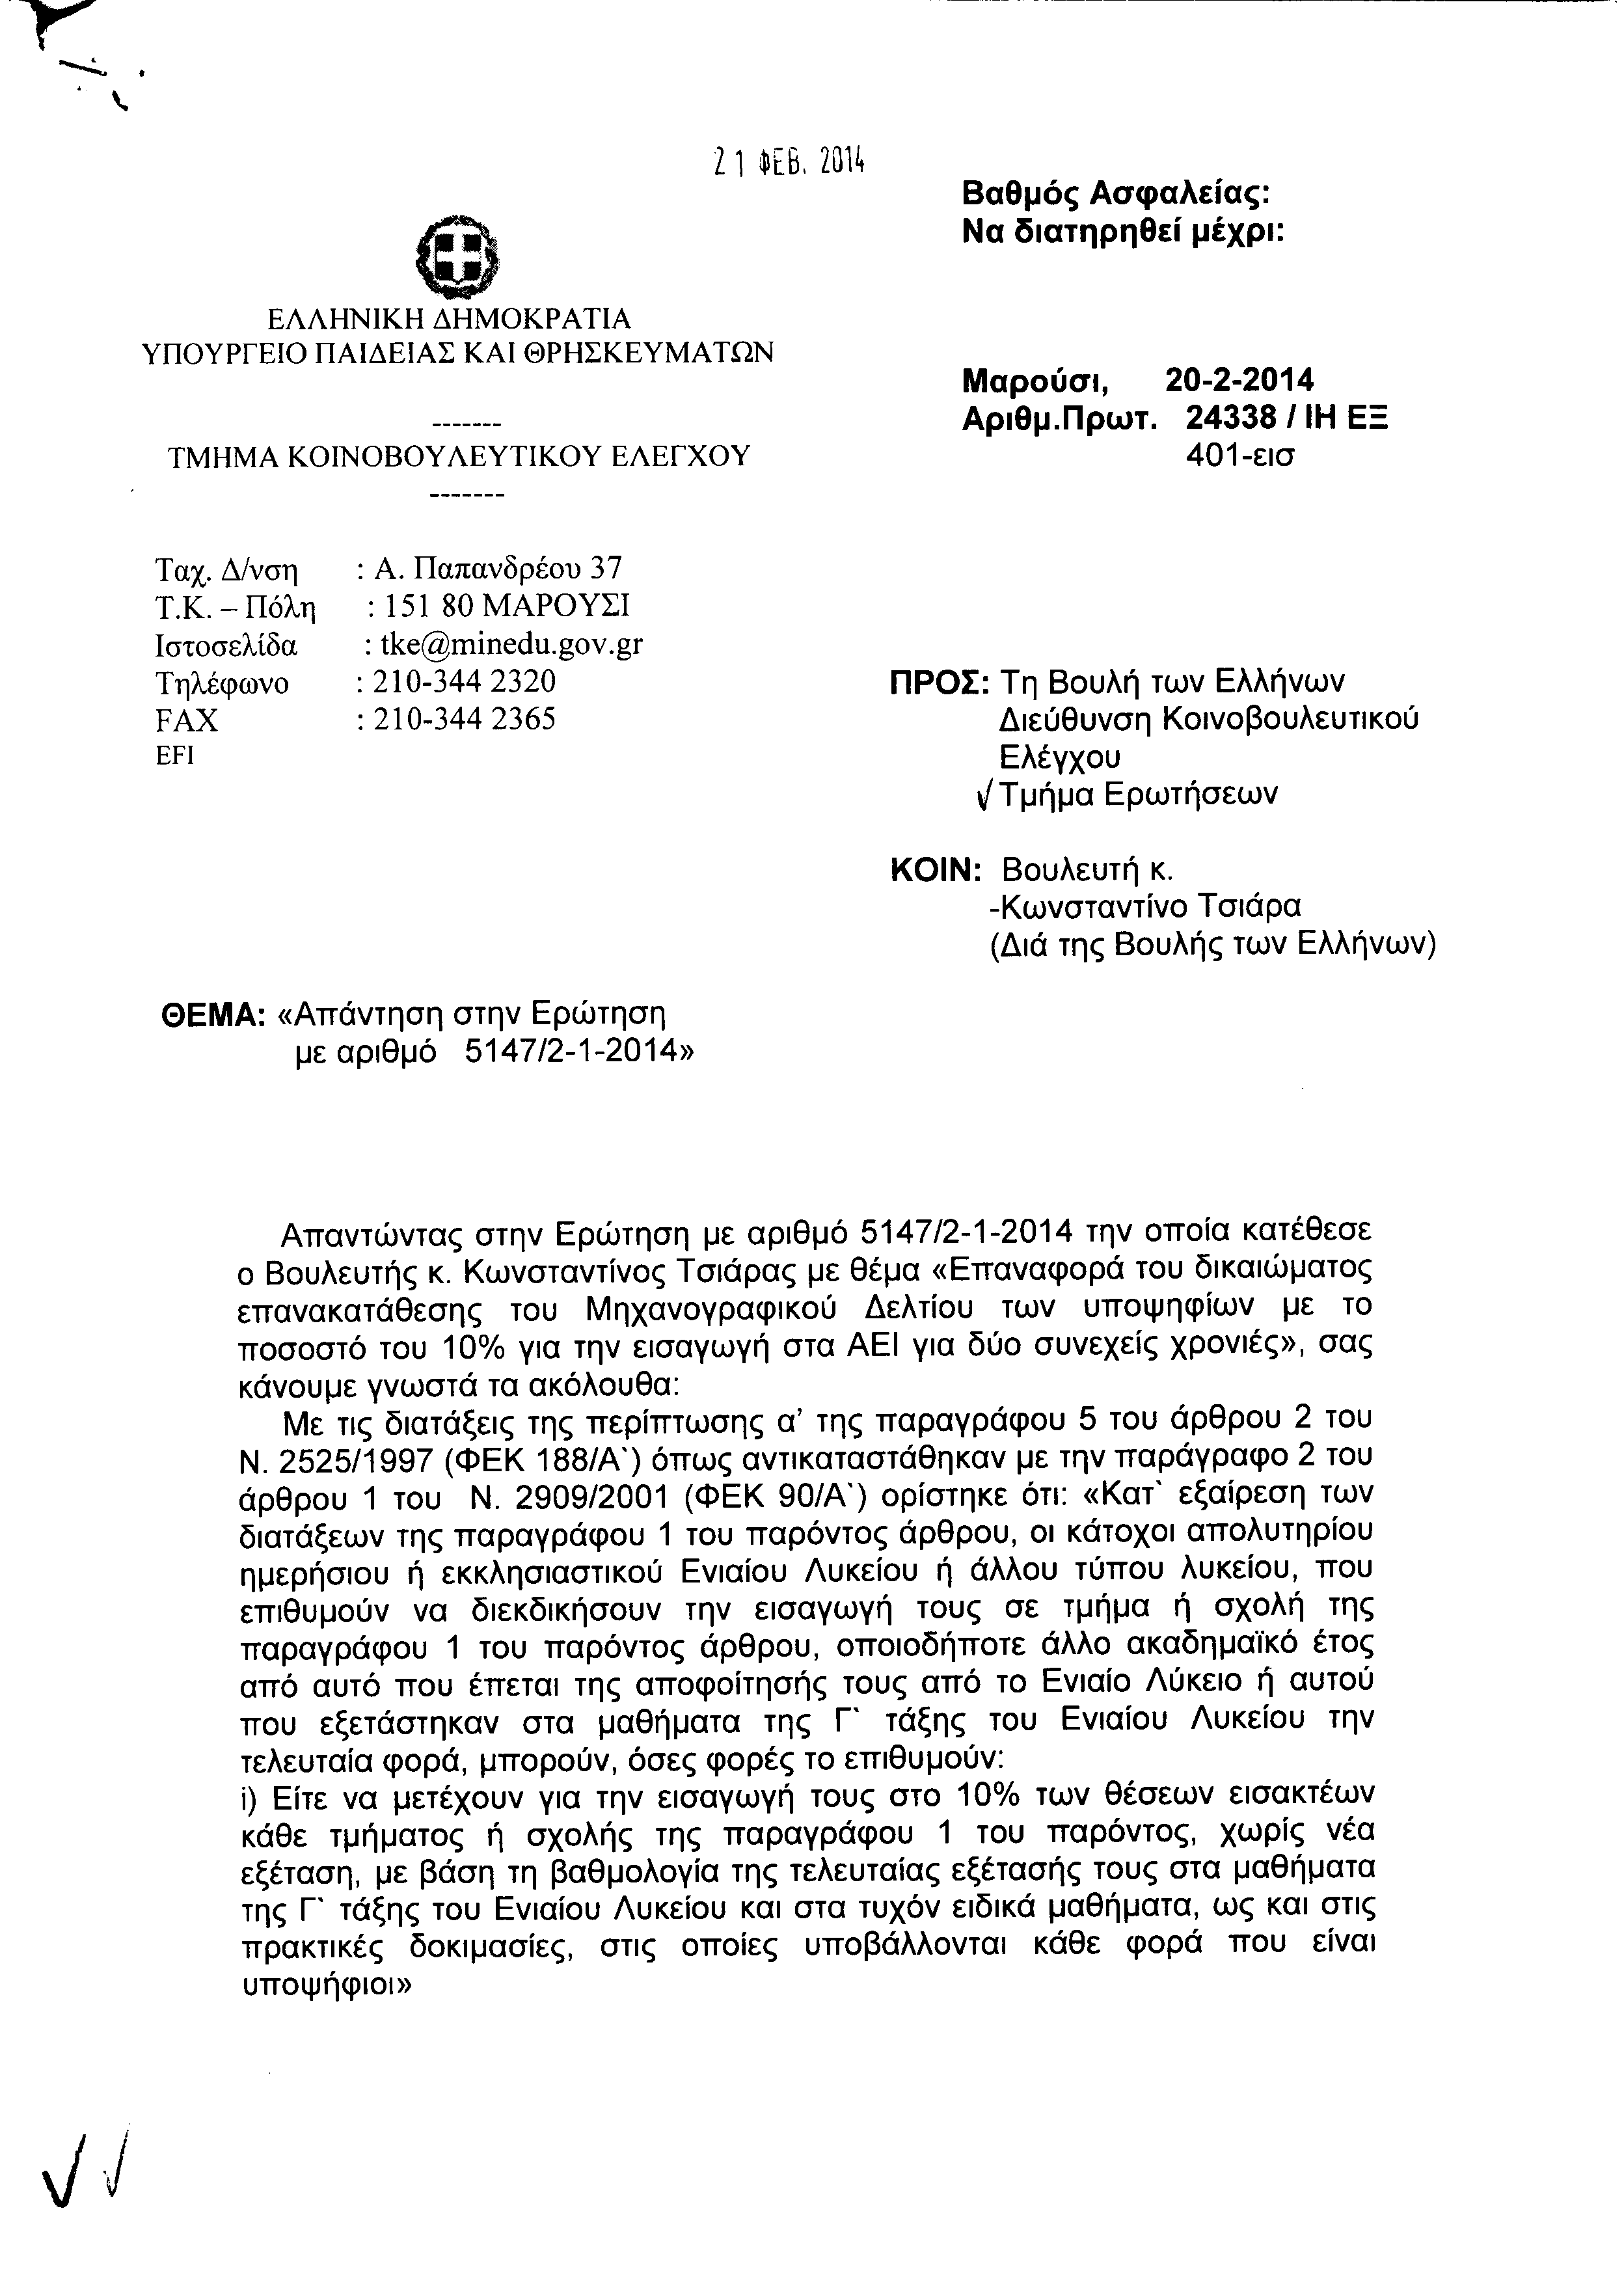 21 ΦΕΒ. 2014
Βαθμός Ασφαλείας:
Να διατηρηθεί μέχρι:
ΕΛΛΗΝΙΚΗ ΔΗΜΟΚΡΑΤΙΑ
ΥΠΟΥΡΓΕΙΟ ΠΑΙΔΕΙΑΣ ΚΑΙ ΘΡΗΣΚΕΥΜΑΤΩΝ
-------
ΤΜΗΜΑ ΚΟΙΝΟΒΟΥΛΕΥΤΙΚΟΥ ΕΛΕΓΧΟΥ
-------
Μαρούσι, 20-2-2014
Αριθμ.Πρωτ. 24338 / ΙΗ ΕΞ
401-εισ
Ταχ. Δ/νση : Α. Παπανδρέου 37
Τ.Κ. – Πόλη : 151 80 ΜΑΡΟΥΣΙ
Ιστοσελίδα : tke@minedu.gov.gr
Τηλέφωνο : 210-344 2320
FAX : 210-344 2365
EFI
ΠΡΟΣ: Τη Βουλή των Ελλήνων
Διεύθυνση Κοινοβουλευτικού
Ελέγχου
√ Τμήμα Ερωτήσεων
ΚΟΙΝ: Βουλευτή κ.
-Κωνσταντίνο Τσιάρα
(Διά της Βουλής των Ελλήνων)
ΘΕΜΑ: «Απάντηση στην Ερώτηση
με αριθμό 5147/2-1-2014»
Απαντώντας στην Ερώτηση με αριθμό 5147/2-1-2014 την οποία κατέθεσε
ο Βουλευτής κ. Κωνσταντίνος Τσιάρας με θέμα «Επαναφορά του δικαιώματος
επανακατάθεσης του Μηχανογραφικού Δελτίου των υποψηφίων με το
ποσοστό του 10% για την εισαγωγή στα ΑΕΙ για δύο συνεχείς χρονιές», σας
κάνουμε γνωστά τα ακόλουθα:
Με τις διατάξεις της περίπτωσης α’ της παραγράφου 5 του άρθρου 2 του
Ν. 2525/1997 (ΦΕΚ 188/Α`) όπως αντικαταστάθηκαν με την παράγραφο 2 του
άρθρου 1 του Ν. 2909/2001 (ΦΕΚ 90/Α`) ορίστηκε ότι: «Κατ` εξαίρεση των
διατάξεων της παραγράφου 1 του παρόντος άρθρου, οι κάτοχοι απολυτηρίου
ημερήσιου ή εκκλησιαστικού Ενιαίου Λυκείου ή άλλου τύπου λυκείου, που
επιθυμούν να διεκδικήσουν την εισαγωγή τους σε τμήμα ή σχολή της
παραγράφου 1 του παρόντος άρθρου, οποιοδήποτε άλλο ακαδημαϊκό έτος
από αυτό που έπεται της αποφοίτησής τους από το Ενιαίο Λύκειο ή αυτού
που εξετάστηκαν στα μαθήματα της Γ` τάξης του Ενιαίου Λυκείου την
τελευταία φορά, μπορούν, όσες φορές το επιθυμούν:
i) Είτε να μετέχουν για την εισαγωγή τους στο 10% των θέσεων εισακτέων
κάθε τμήματος ή σχολής της παραγράφου 1 του παρόντος, χωρίς νέα
εξέταση, με βάση τη βαθμολογία της τελευταίας εξέτασής τους στα μαθήματα
της Γ` τάξης του Ενιαίου Λυκείου και στα τυχόν ειδικά μαθήματα, ως και στις
πρακτικές δοκιμασίες, στις οποίες υποβάλλονται κάθε φορά που είναι
υποψήφιοι»